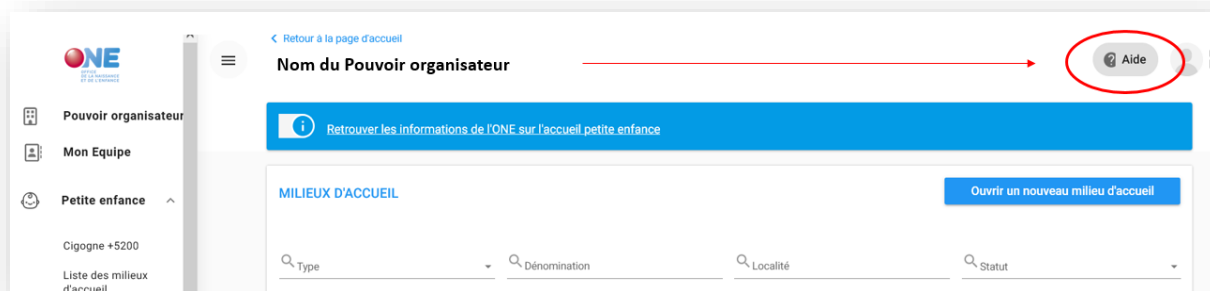 ONE
OFFICE
DE LA NAISSANCE
ET DE L'ENFANCE
Pouvoir organisateur
Mon Equipe
Petite enfance
Cigogne +5200
Liste des milieux
d'accueil
Retour à la page d'accueil
Nom du Pouvoir organisateur
Aide
Retrouver les informations de l'ONE sur l'accueil petite enfance
MILIEUX D'ACCUEIL
Ouvrir un nouveau milieu d'accueil
Type
Dénomination
Localité
Statut